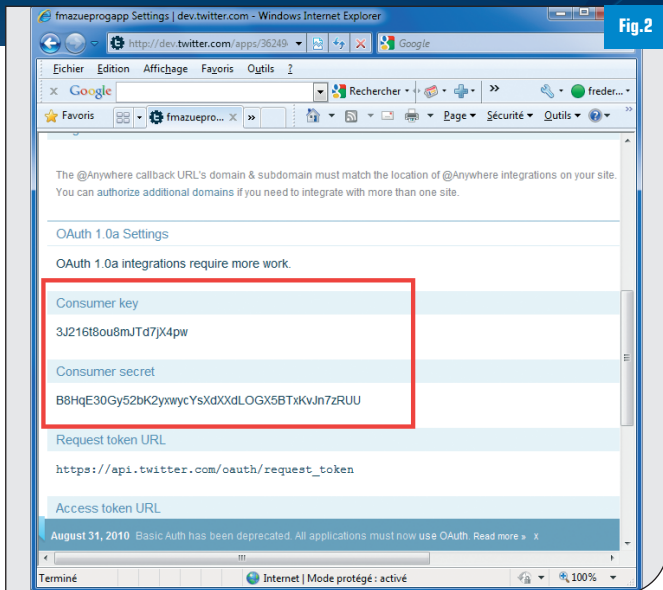 Fig.2
fmazueprogapp Settings | dev.twitter.com - Windows Internet Explorer
http://dev.twitter.com/apps/36249
Google
Fichier Edition Affichage Favoris Outils ?
x Google Rechercher freder...
Favoris fmazuepro... x » Page Sécurité Outils
The @Anywhere callback URL's domain & subdomain must match the location of @Anywhere integrations on your site.
You can authorize additional domains if you need to integrate with more than one site.
OAuth 1.0a Settings
OAuth 1.0a integrations require more work.
Consumer key
3J216t8ou8mJTd7jX4pw
Consumer secret
B8HqE30Gy52bK2yxwycYsXdXXdLOGX5BTxKvJn7zRUU
Request token URL
https://api.twitter.com/oauth/request_token
Access token URL
August 31, 2010 Basic Auth has been deprecated. All applications must now use OAuth. Read more » x
Terminé Internet | Mode protégé : activé 100%